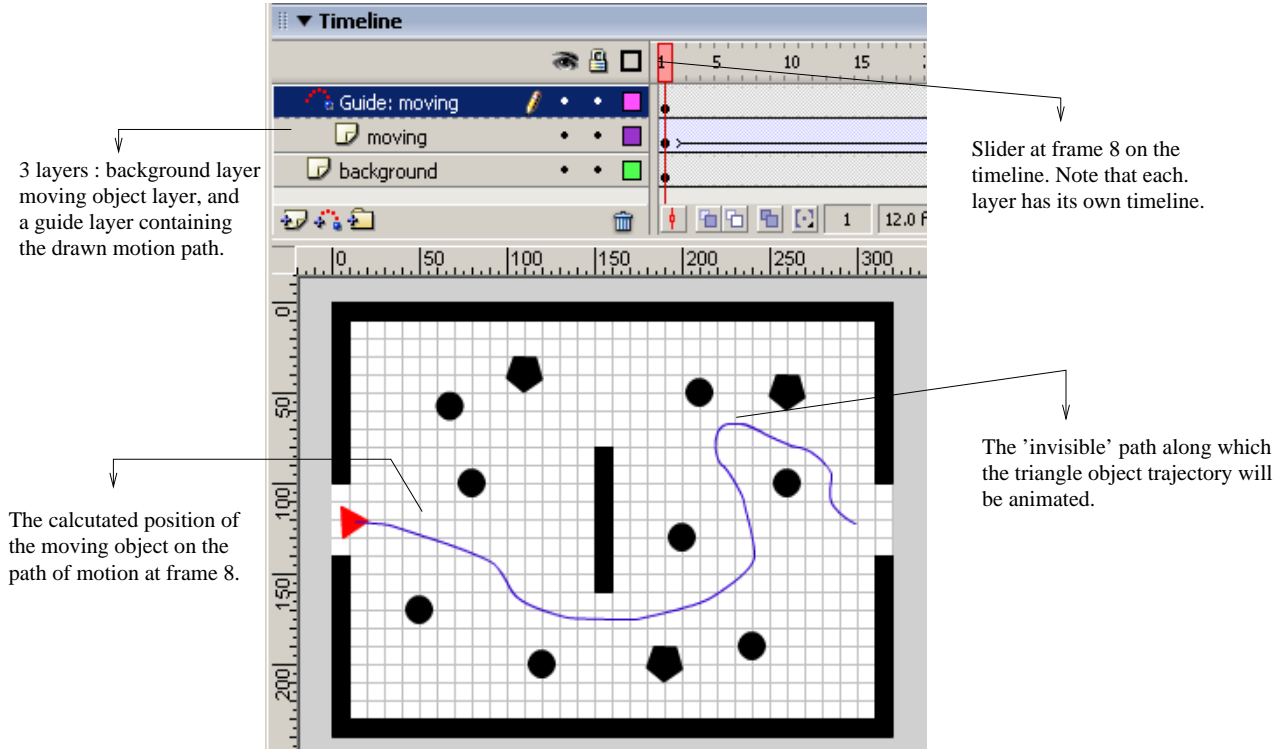 Timeline
1 5 10 15
Guide: moving
moving
background
1 12.0 f
3 layers : background layer
moving object layer, and
a guide layer containing
the drawn motion path.
Slider at frame 8 on the
timeline. Note that each.
layer has its own timeline.
0 50 100 150 200 250 300
0
50
100
150
200
The 'invisible' path along which
the triangle object trajectory will
be animated.
The calcutated position of
the moving object on the
path of motion at frame 8.